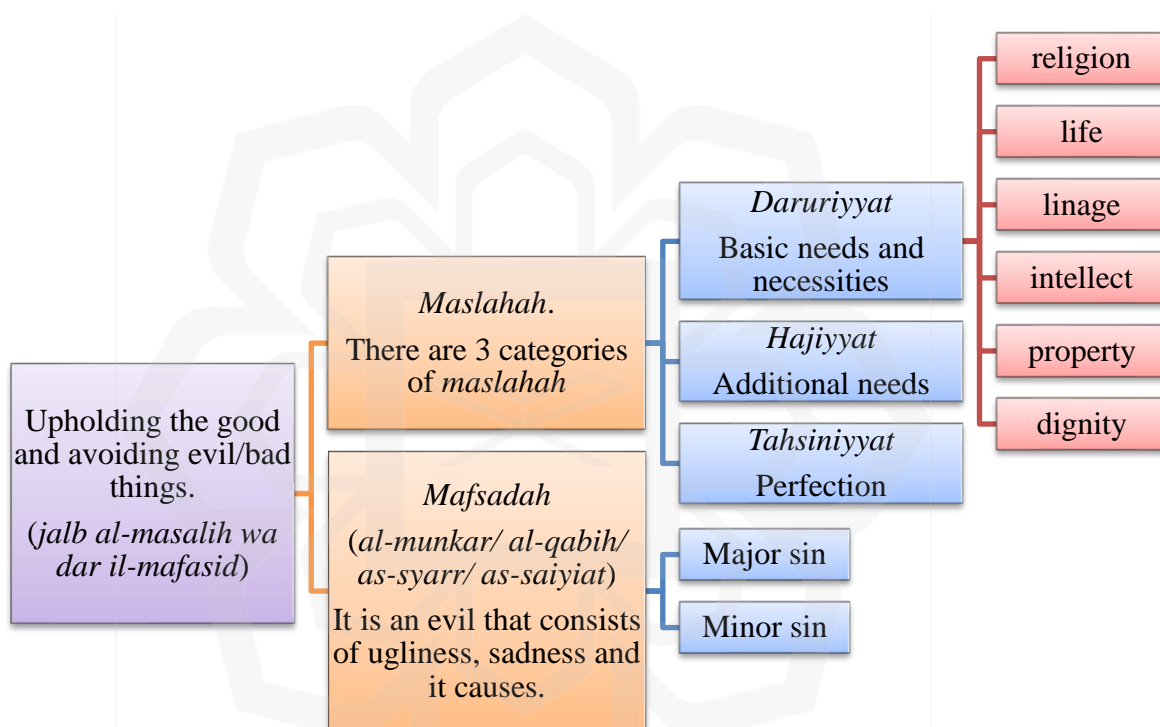 Upholding the good
and avoiding evil/bad
things.
(jalb al-masalih wa
dar il-mafasid)
Maslahah.
There are 3 categories
of maslahah
Mafsadah
(al-munkar/ al-qabih/
as-syarr/ as-saiyiat)
It is an evil that consists
of ugliness, sadness and
it causes.
Daruriyyat
Basic needs and
necessities
Hajiyyat
Additional needs
Tahsiniyyat
Perfection
Major sin
Minor sin
religion
life
linage
intellect
property
dignity